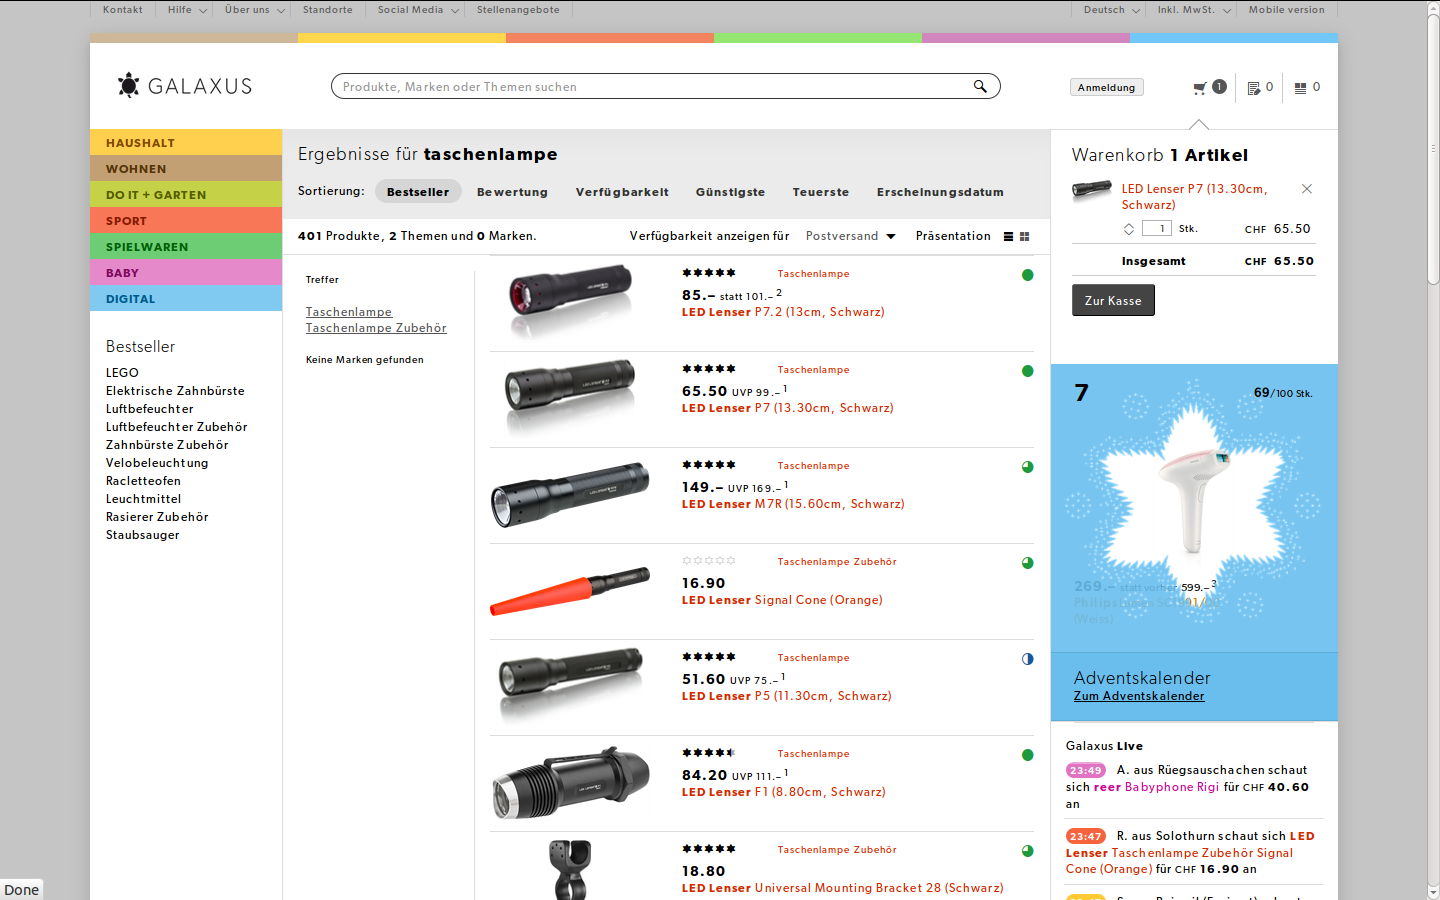 Kontakt Hilfe Über uns Standorte Social Media Stellenangebote Deutsch Inkl. MwSt. Mobile version
GALAXUS
Produkte, Marken oder Themen suchen
Anmeldung
1
0
0
HAUSHALT
WOHNEN
DO IT + GARTEN
SPORT
SPIELWAREN
BABY
DIGITAL
Bestseller
LEGO
Elektrische Zahnbürste
Luftbefeuchter
Luftbefeuchter Zubehör
Zahnbürste Zubehör
Velobeleuchtung
Racletteofen
Leuchtmittel
Rasierer Zubehör
Staubsauger
Ergebnisse für taschenlampe
Sortierung: Bestseller Bewertung Verfügbarkeit Günstigste Teuerste Erscheinungsdatum
401 Produkte, 2 Themen und 0 Marken. Verfügbarkeit anzeigen für Postversand Präsentation
Treffer
Taschenlampe
Taschenlampe Zubehör
Keine Marken gefunden
Taschenlampe
85.– statt 101.– 2
LED Lenser P7.2 (13cm, Schwarz)
Taschenlampe
65.50 UVP 99.– 1
LED Lenser P7 (13.30cm, Schwarz)
Taschenlampe
149.– UVP 169.– 1
LED Lenser M7R (15.60cm, Schwarz)
Taschenlampe Zubehör
16.90
LED Lenser Signal Cone (Orange)
Taschenlampe
51.60 UVP 75.– 1
LED Lenser P5 (11.30cm, Schwarz)
Taschenlampe
84.20 UVP 111.– 1
LED Lenser F1 (8.80cm, Schwarz)
Taschenlampe Zubehör
18.80
LED Lenser Universal Mounting Bracket 28 (Schwarz)
Warenkorb 1 Artikel
LED Lenser P7 (13.30cm,
Schwarz)
1 Stk. CHF 65.50
Insgesamt CHF 65.50
Zur Kasse
7 69/100 Stk.
269.– statt vorher 599.– 3
(Weiss)
Adventskalender
Zum Adventskalender
Galaxus Live
23:49 A. aus Rüegsauschachen schaut
sich reer Babyphone Rigi für CHF 40.60
an
23:47 R. aus Solothurn schaut sich LED
Lenser Taschenlampe Zubehör Signal
Cone (Orange) für CHF 16.90 an
Done